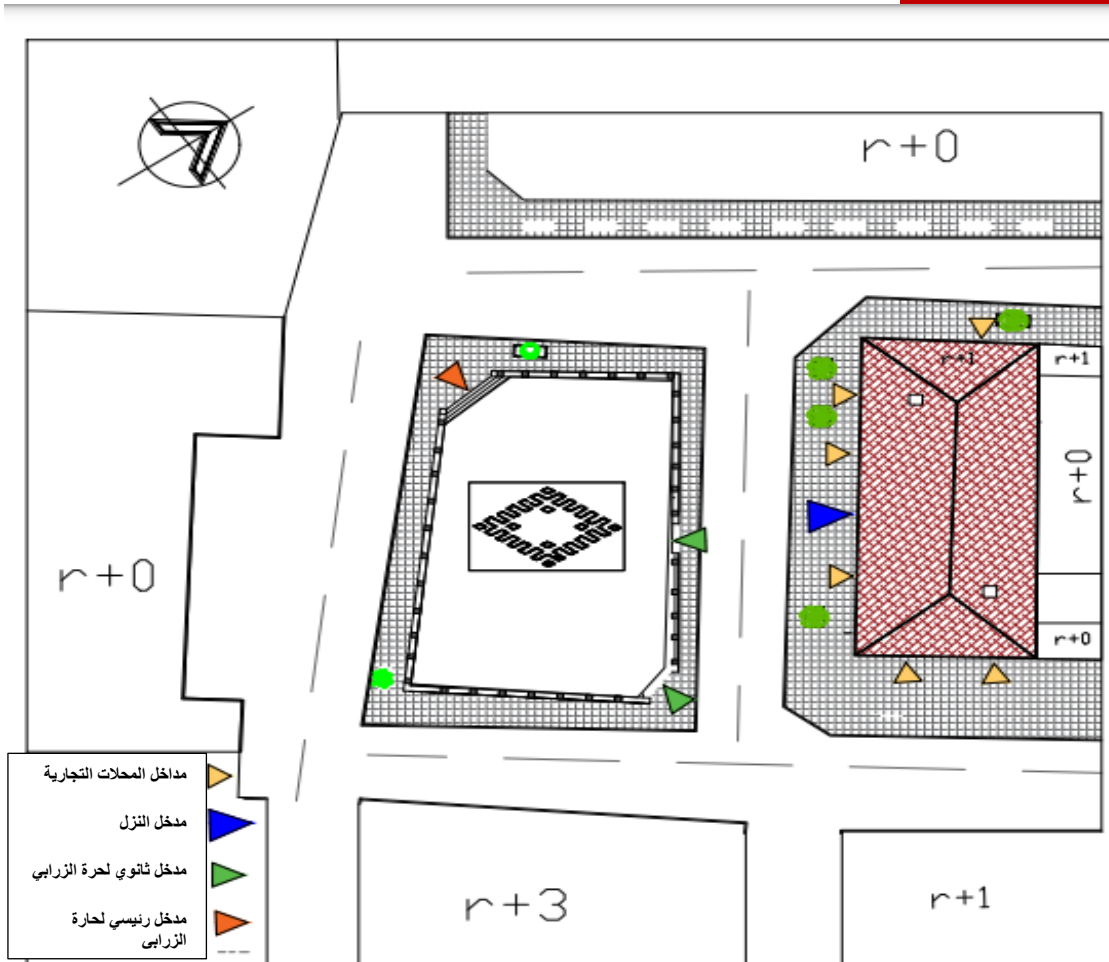 r+0
r+1
r+1
r+0
r+0
r+0
مداخل المحلات التجارية
مدخل النزل
مدخل ثانوي لحرة الزرابي
مدخل رئيسي لحارة
الزرابي
r+3
r+1